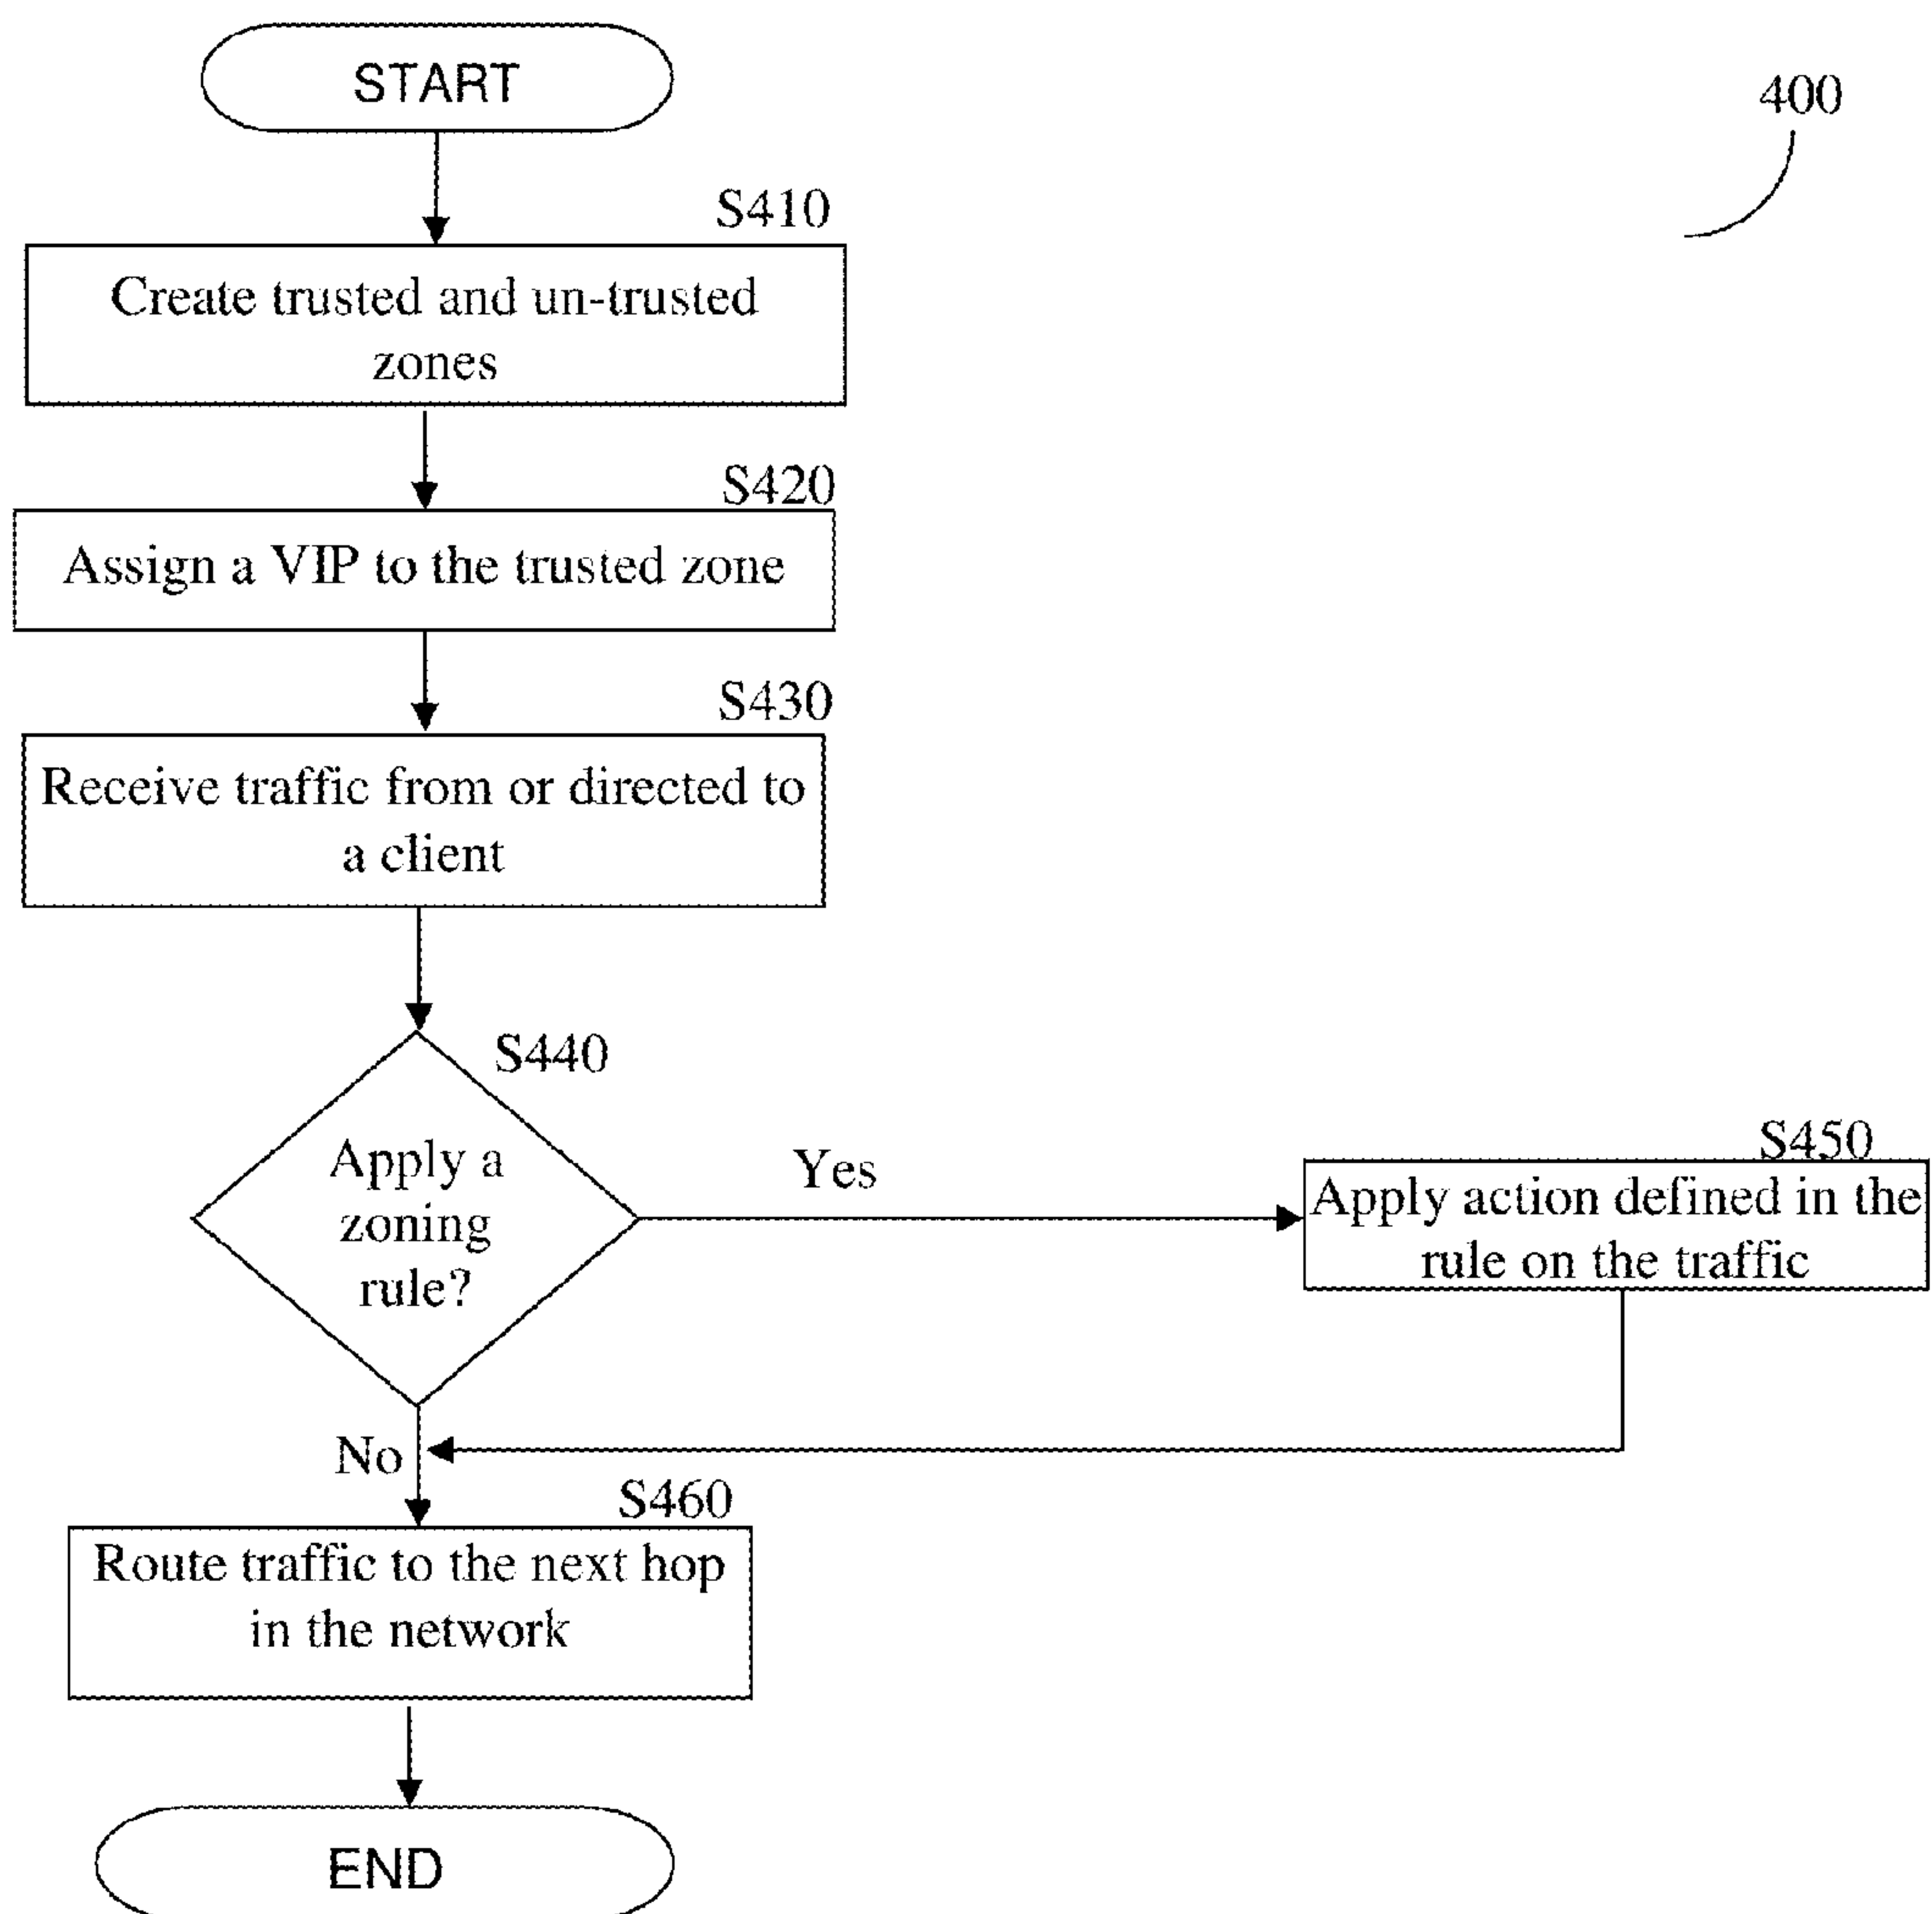 START
400
S410
Create trusted and un-trusted
zones
S420
Assign a VIP to the trusted zone
S430
Receive traffic from or directed to
a client
S440
Apply a
zoning
rule?
Yes
S450
Apply action defined in the
rule on the traffic
No
S460
Route traffic to the next hop
in the network
END